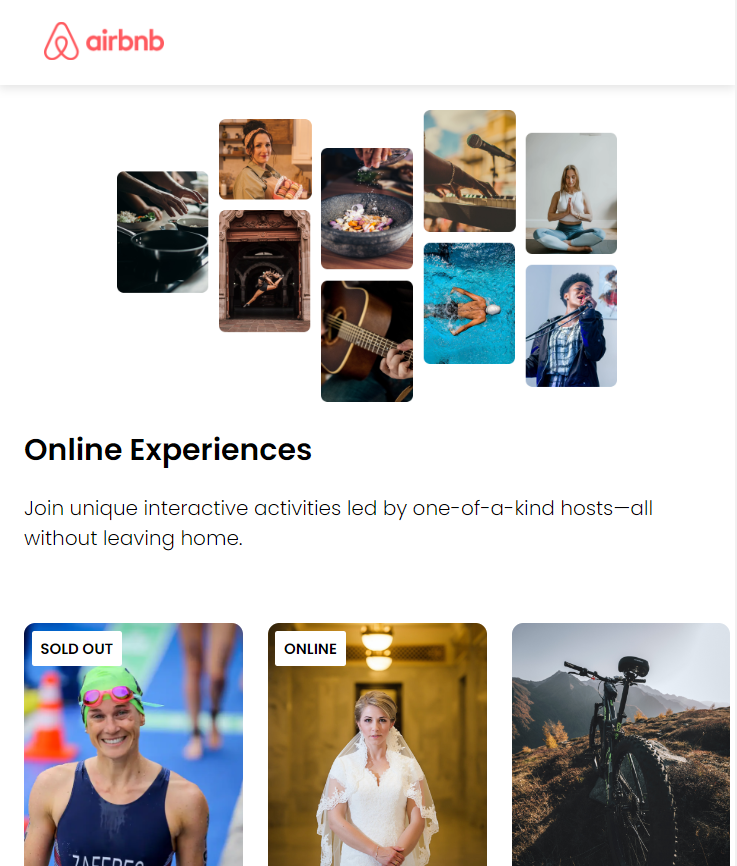 airbnb
Online Experiences
Join unique interactive activities led by one-of-a-kind hosts—all
without leaving home.
SOLD OUT
ONLINE
ZAFERES